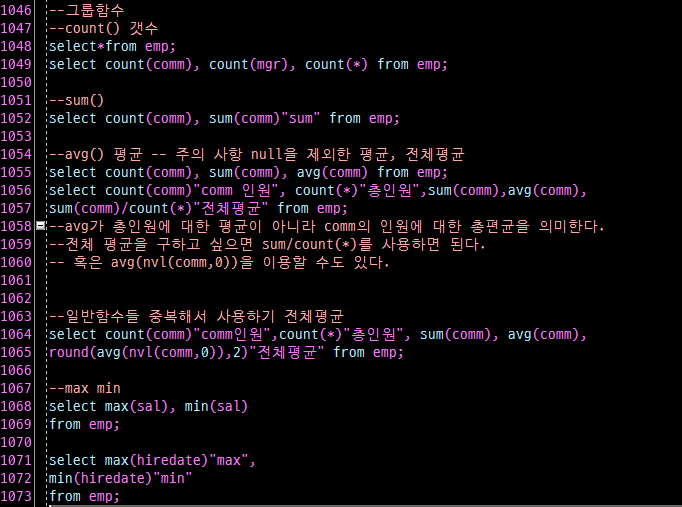 1046 --그룹함수
1047 --count() 갯수
1048 select*from emp;
1049 select count(comm), count(mgr), count(*) from emp;
1050
1051 --sum()
1052 select count(comm), sum(comm)"sum" from emp;
1053
1054 --avg() 평균 -- 주의 사항 null을 제외한 평균, 전체평균
1055 select count(comm), sum(comm), avg(comm) from emp;
1056 select count(comm)"comm 인원", count(*)"총인원",sum(comm),avg(comm),
1057 sum(comm)/count(*)"전체평균" from emp;
1058 --avg가 총인원에 대한 평균이 아니라 comm의 인원에 대한 총평균을 의미한다.
1059 --전체 평균을 구하고 싶으면 sum/count(*)를 사용하면 된다.
1060 -- 혹은 avg(nvl(comm,0))을 이용할 수도 있다.
1061
1062
1063 --일반함수들 중복해서 사용하기 전체평균
1064 select count(comm)"comm인원",count(*)"총인원", sum(comm), avg(comm),
1065 round(avg(nvl(comm,0)),2)"전체평균" from emp;
1066
1067 --max min
1068 select max(sal), min(sal)
1069 from emp;
1070
1071 select max(hiredate)"max",
1072 min(hiredate)"min"
1073 from emp;